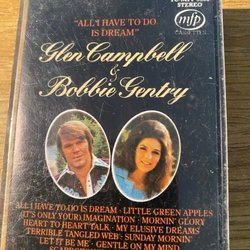 "ALL I HAVE TO DO
IS DREAM"
STEREO
mfp
Glen Campbell
&
Bobbie Gentry
ALL I HAVE TO DO IS DREAM · LITTLE GREEN APPLES
(IT'S ONLY YOUR) IMAGINATION · MORNIN' GLORY
HEART TO HEART TALK · MY ELUSIVE DREAMS
TERRIBLE TANGLED WEB · SUNDAY MORNIN'
LET IT BE ME · GENTLE ON MY MIND